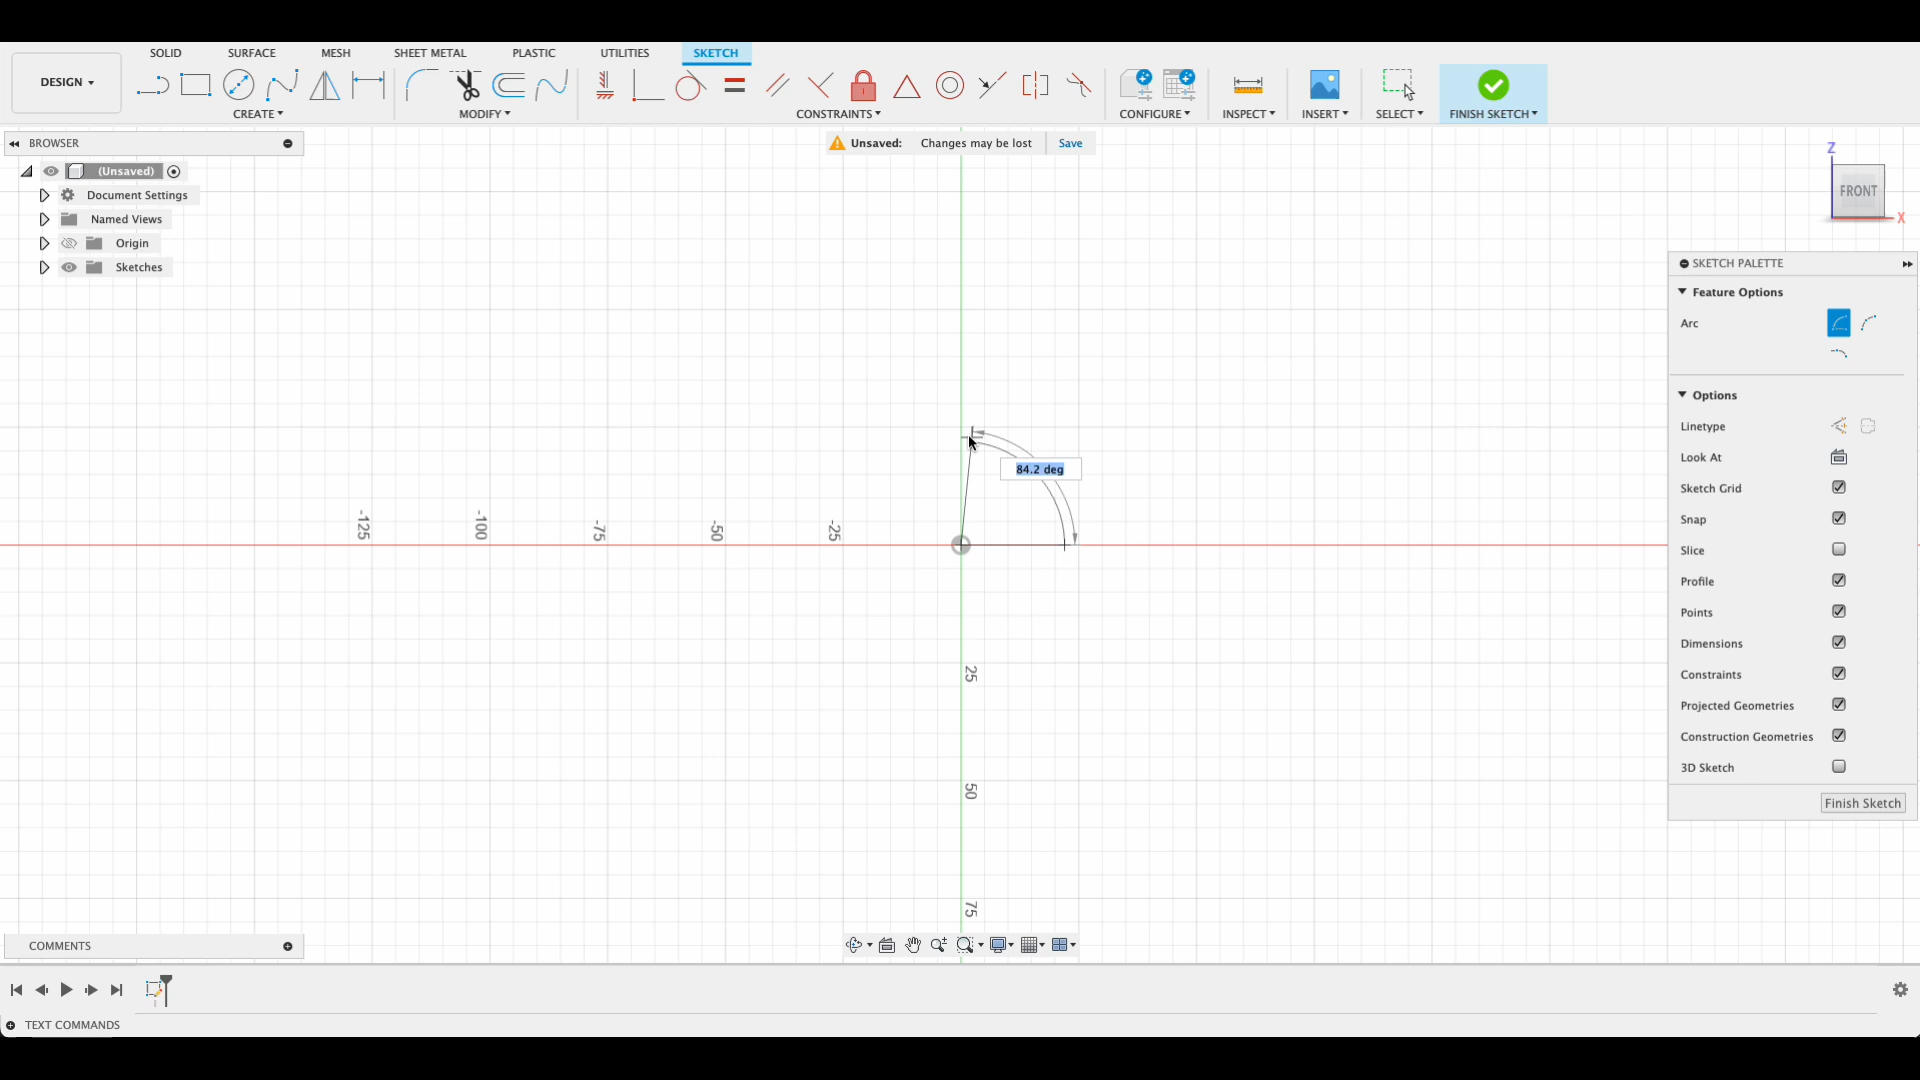 SOLID SURFACE MESH SHEET METAL PLASTIC UTILITIES SKETCH
DESIGN
CREATE MODIFY CONSTRAINTS CONFIGURE INSPECT INSERT SELECT FINISH SKETCH
BROWSER
Unsaved: Changes may be lost Save
(Unsaved)
Document Settings
Named Views
Origin
Sketches
Z
FRONT
X
SKETCH PALETTE
Feature Options
Arc
Options
Linetype
Look At
Sketch Grid
Snap
Slice
Profile
Points
Dimensions
Constraints
Projected Geometries
Construction Geometries
3D Sketch
Finish Sketch
84.2 deg
-125 -100 -75 -50 -25
25
50
75
COMMENTS
TEXT COMMANDS